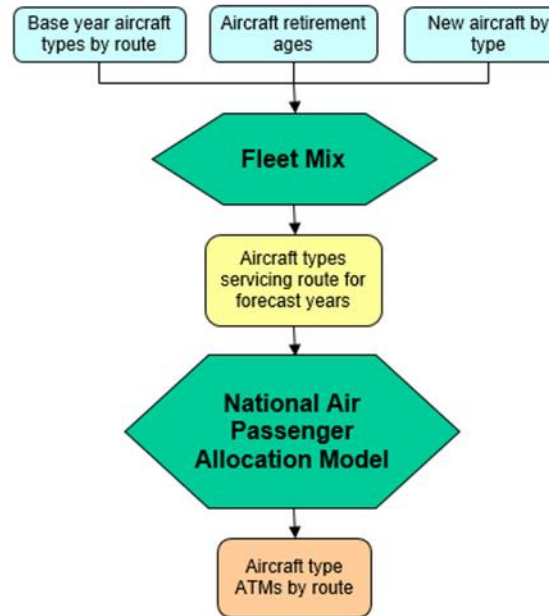 Base year aircraft
types by route
Aircraft retirement
ages
New aircraft by
type
Fleet Mix
Aircraft types
servicing route for
forecast years
National Air
Passenger
Allocation Model
Aircraft type
ATMs by route